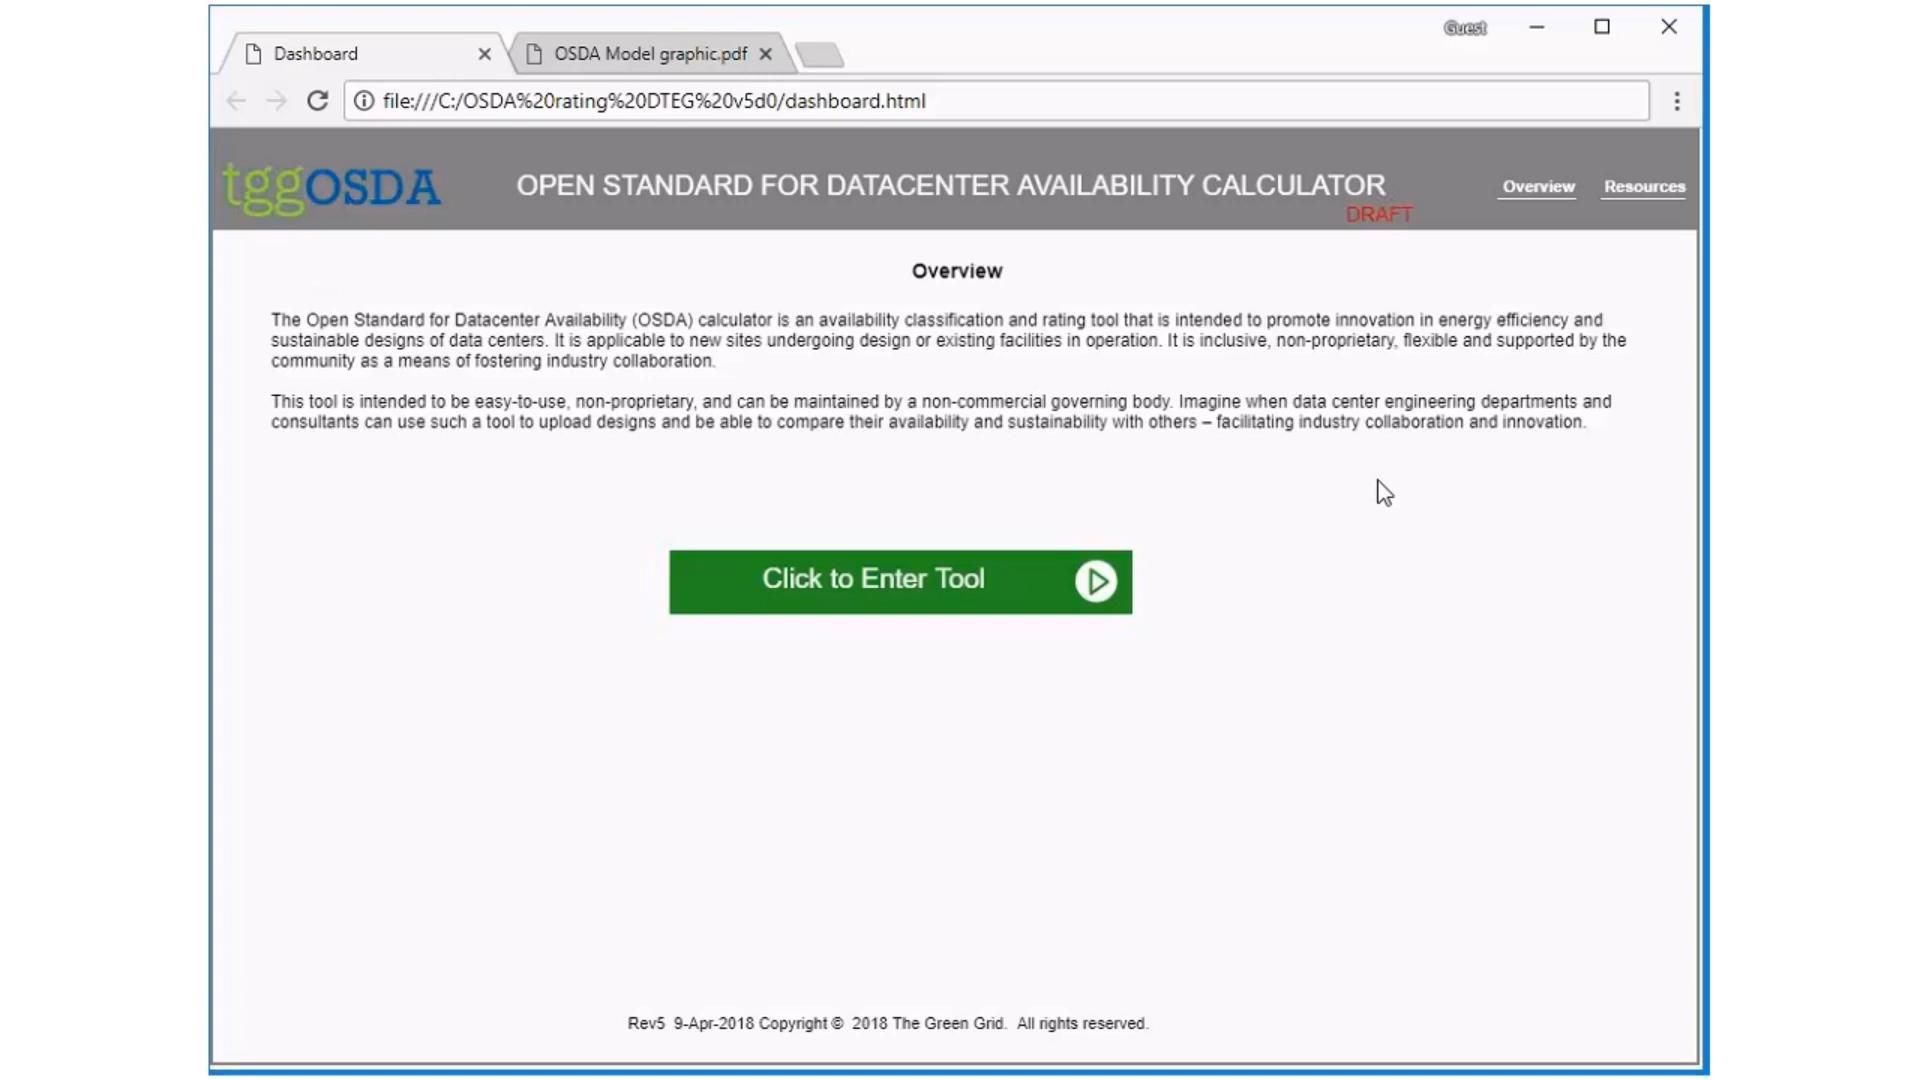 Guest
Dashboard
OSDA Model graphic.pdf
file:///C:/OSDA%20rating%20DTEG%20v5d0/dashboard.html
tggOSDA
OPEN STANDARD FOR DATACENTER AVAILABILITY CALCULATOR
DRAFT
Overview
Resources
Overview
The Open Standard for Datacenter Availability (OSDA) calculator is an availability classification and rating tool that is intended to promote innovation in energy efficiency and
sustainable designs of data centers. It is applicable to new sites undergoing design or existing facilities in operation. It is inclusive, non-proprietary, flexible and supported by the
community as a means of fostering industry collaboration.
This tool is intended to be easy-to-use, non-proprietary, and can be maintained by a non-commercial governing body. Imagine when data center engineering departments and
consultants can use such a tool to upload designs and be able to compare their availability and sustainability with others – facilitating industry collaboration and innovation.
Click to Enter Tool
Rev5 9-Apr-2018 Copyright © 2018 The Green Grid. All rights reserved.